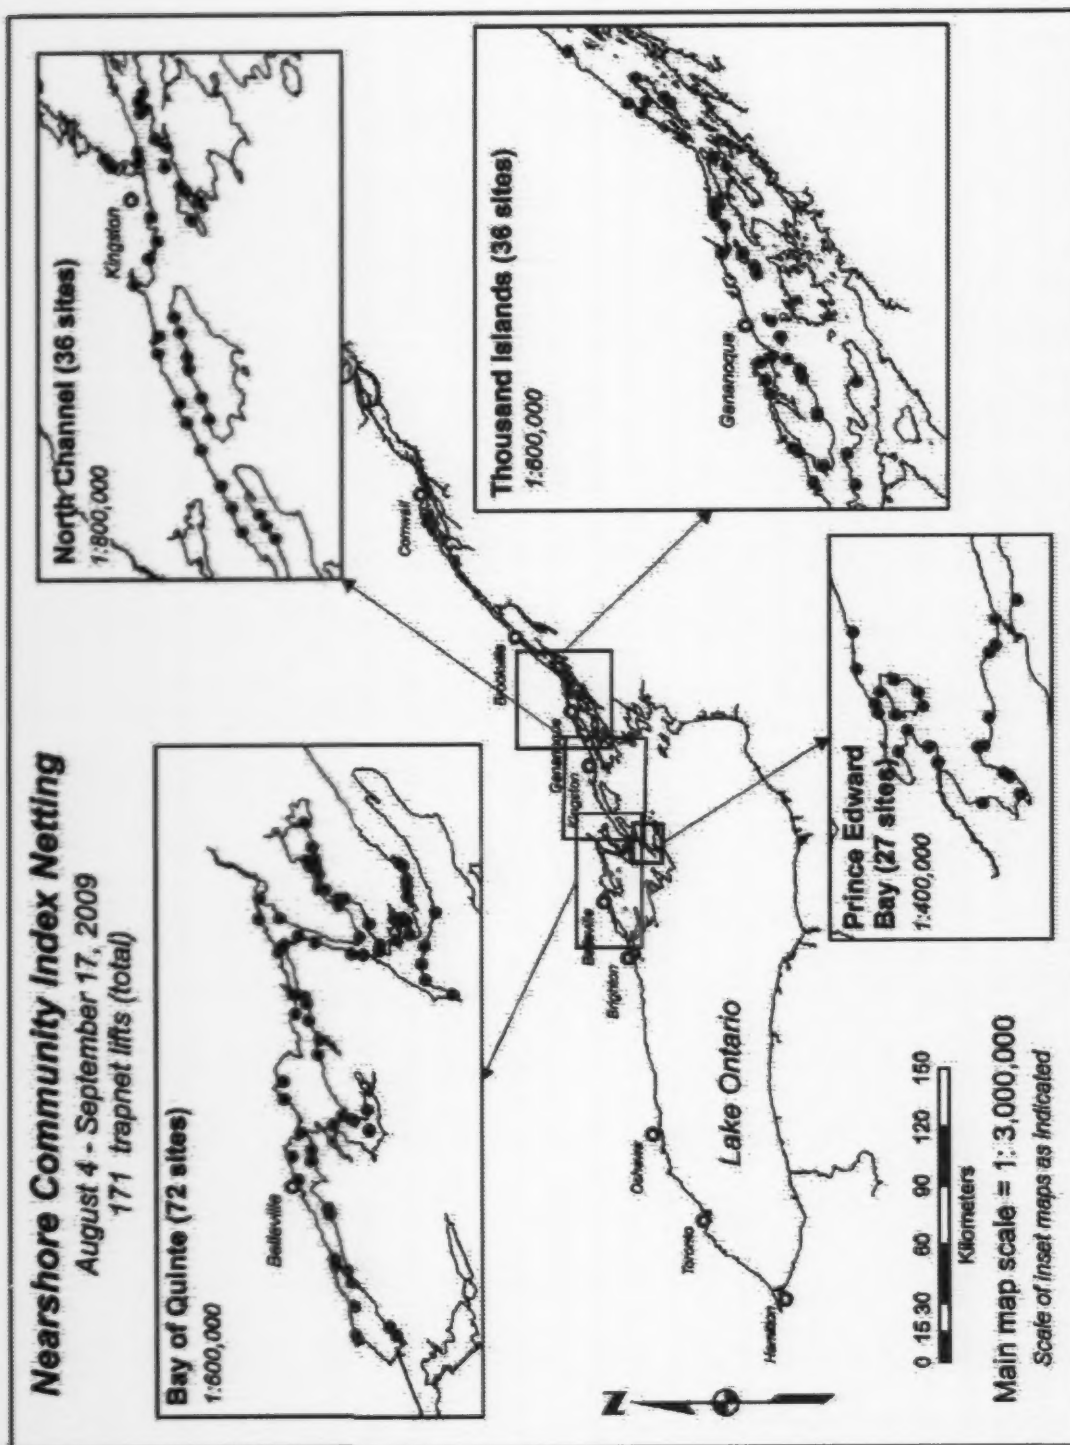 Nearshore Community Index Netting
August 4 - September 17, 2009
171 trapnet lifts (total)
Bay of Quinte (72 sites)
1:600,000
Belleville
North Channel (36 sites)
1:800,000
Kingston
Thousand Islands (36 sites)
1:600,000
Gananoque
Prince Edward
Bay (27 sites)
1:400,000
Cornwall
Brockville
Gananoque
Kingston
Belleville
Brighton
Oshawa
Toronto
Hamilton
Lake Ontario
N
0 15 30 60 90 120 150
Kilometers
Main map scale = 1: 3,000,000
Scale of inset maps as indicated